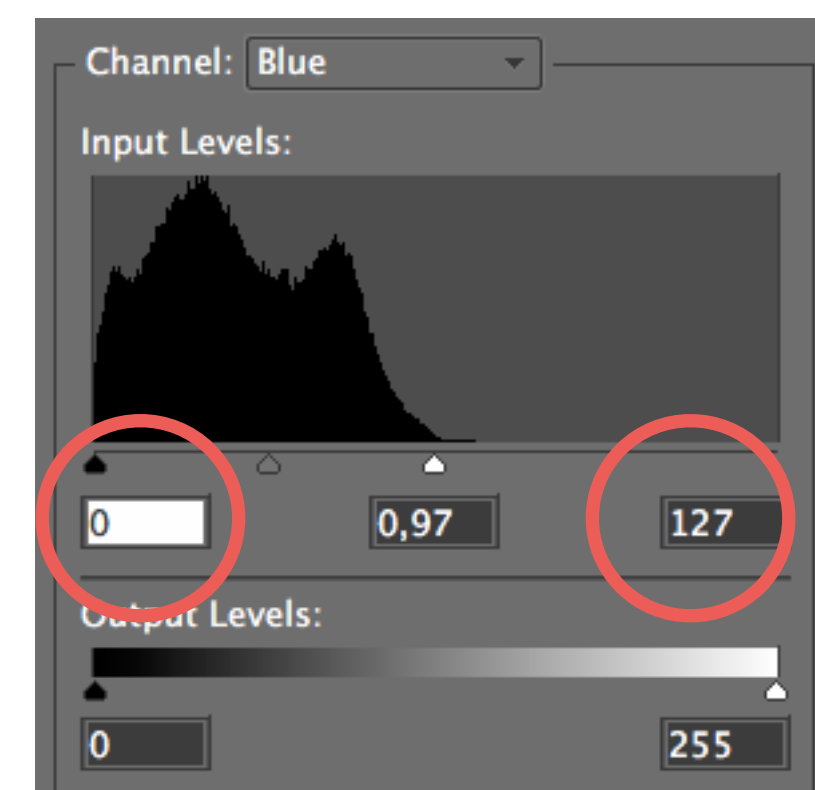 Channel: Blue
Input Levels:
0 0,97 127
Output Levels:
0 255